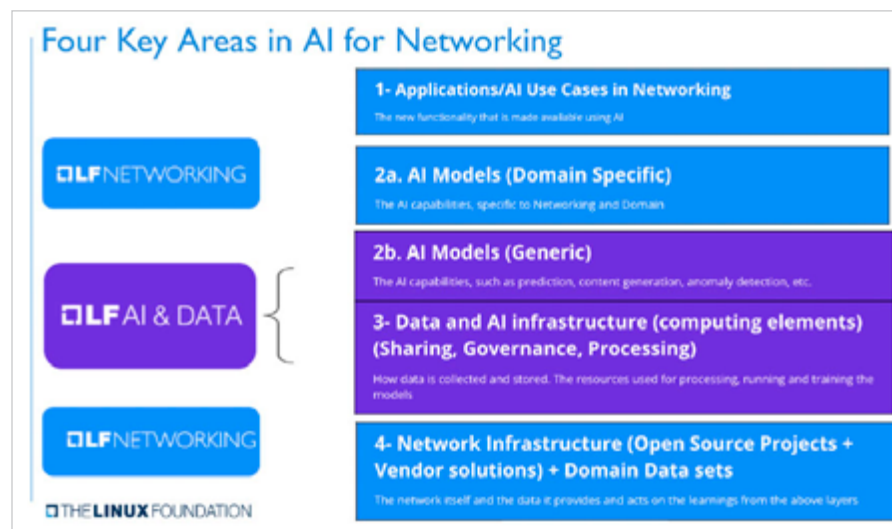 Four Key Areas in AI for Networking
1- Applications/AI Use Cases in Networking
The new functionality that is made available using AI
LFNETWORKING
2a. AI Models (Domain Specific)
The AI capabilities, specific to Networking and Domain
2b. AI Models (Generic)
The AI capabilities, such as prediction, content generation, anomaly detection, etc.
LF AI & DATA
3- Data and AI infrastructure (computing elements)
(Sharing, Governance, Processing)
How data is collected and stored. The resources used for processing, running and training the
models
LFNETWORKING
4- Network Infrastructure (Open Source Projects +
Vendor solutions) + Domain Data sets
The network itself and the data it provides and acts on the learnings from the above layers
THE LINUX FOUNDATION